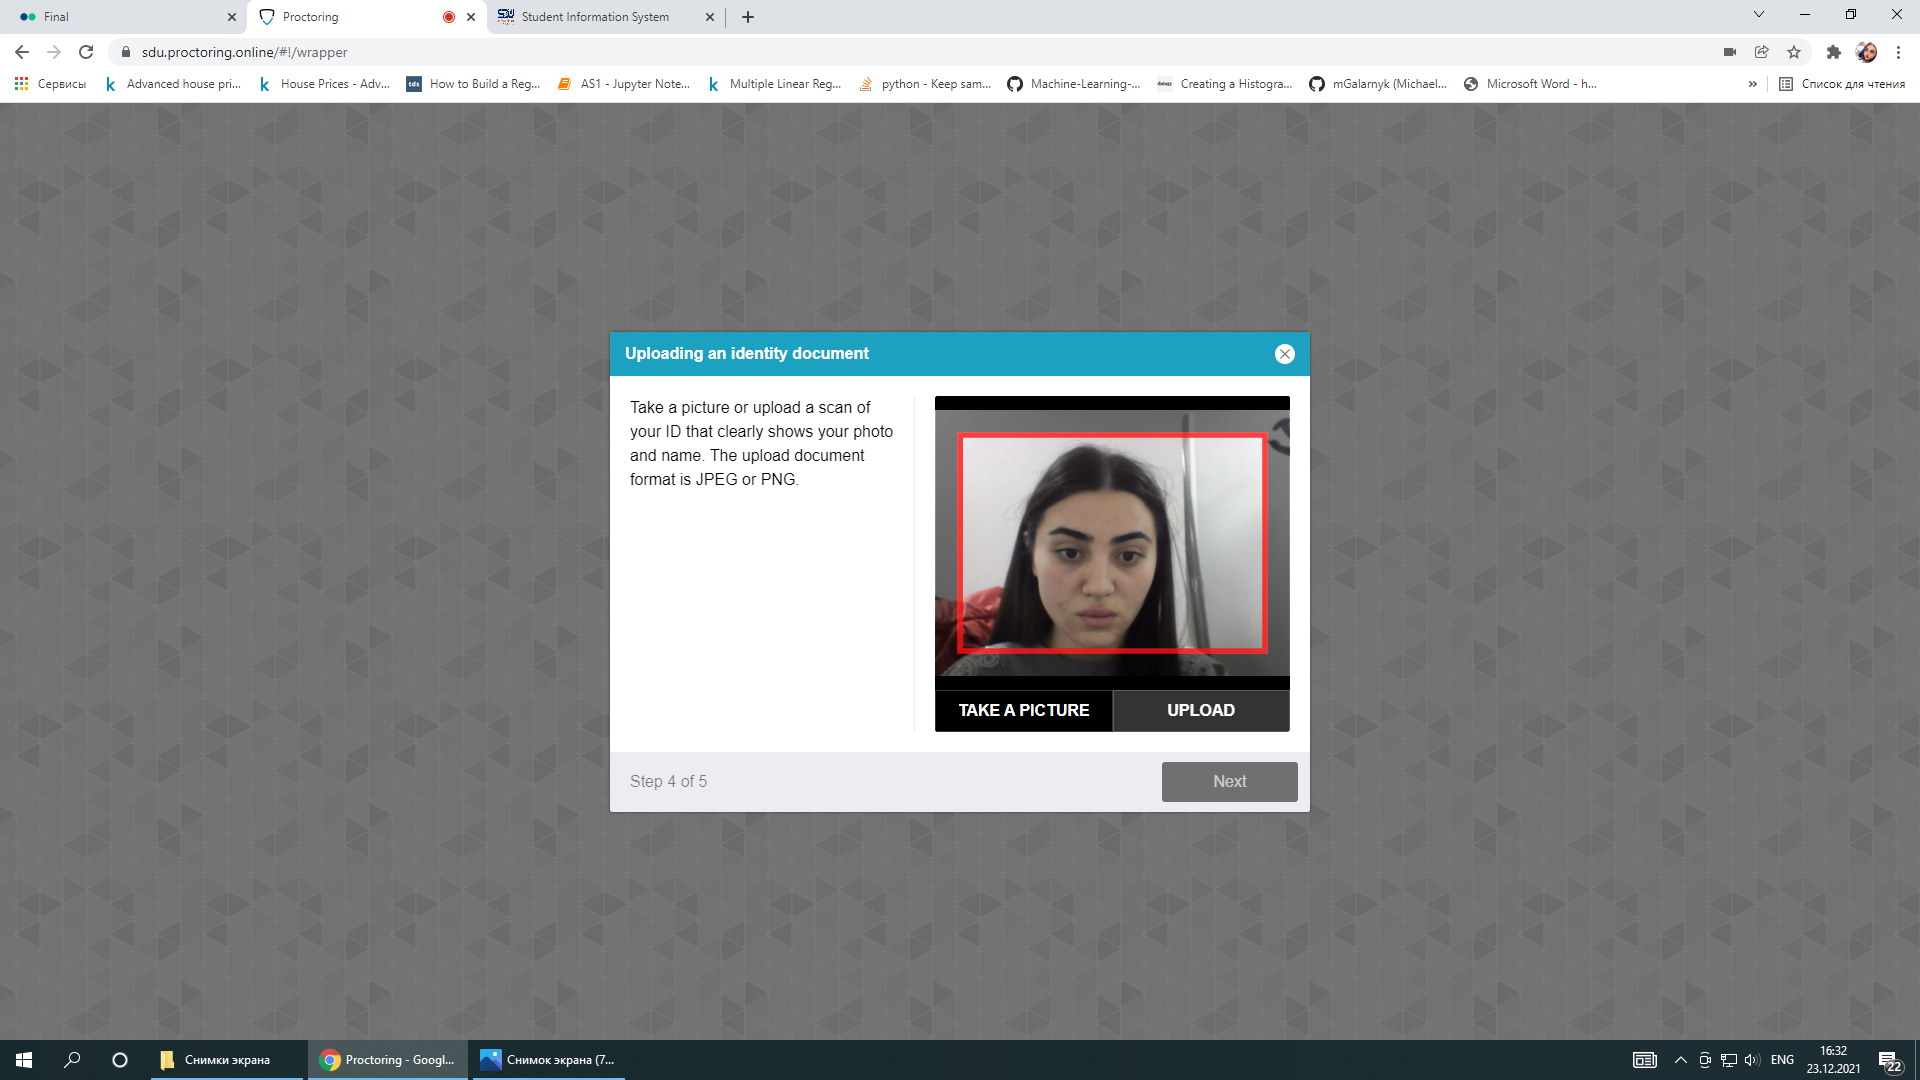 Final
Proctoring
Student Information System
sdu.proctoring.online/#!/wrapper
Сервисы
Advanced house pri...
House Prices - Adv...
tds
How to Build a Reg...
AS1 - Jupyter Note...
Multiple Linear Reg...
python - Keep sam...
Machine-Learning-...
Creating a Histogra...
mGalarnyk (Michael...
Microsoft Word - h...
»
Список для чтения
Uploading an identity document
Take a picture or upload a scan of
your ID that clearly shows your photo
and name. The upload document
format is JPEG or PNG.
TAKE A PICTURE
UPLOAD
Step 4 of 5
Next
Снимки экрана
Proctoring - Googl...
Снимок экрана (7...
ENG
16:32
23.12.2021
22